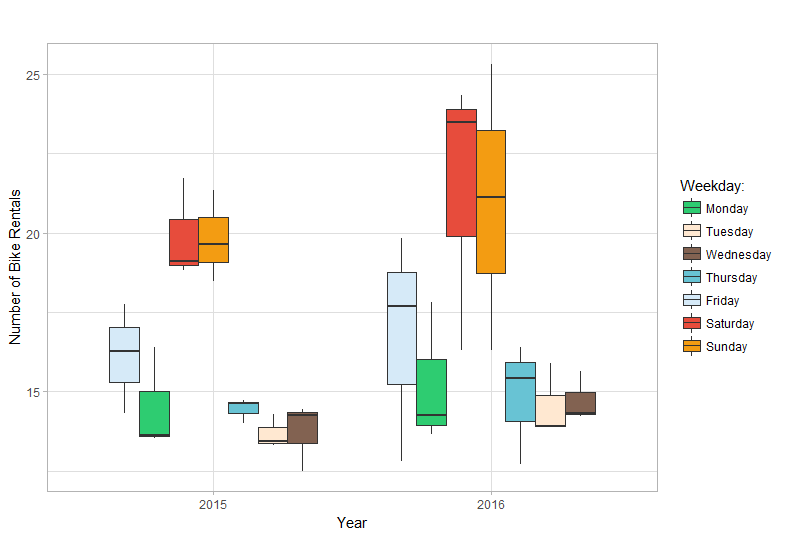 25
20
15
Number of Bike Rentals
2015
2016
Year
Weekday:
Monday
Tuesday
Wednesday
Thursday
Friday
Saturday
Sunday